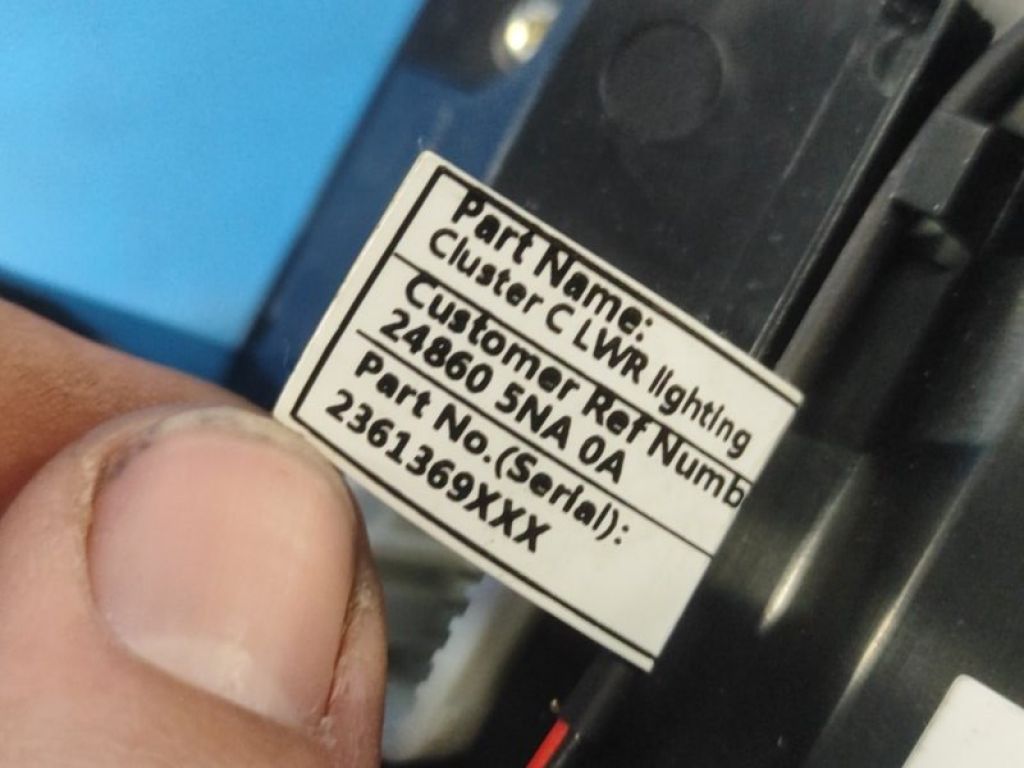 Part Name:
Cluster C LWR lighting
Customer Ref Numb
24860 5NA 0A
Part No.(Serial):
2361369XXX